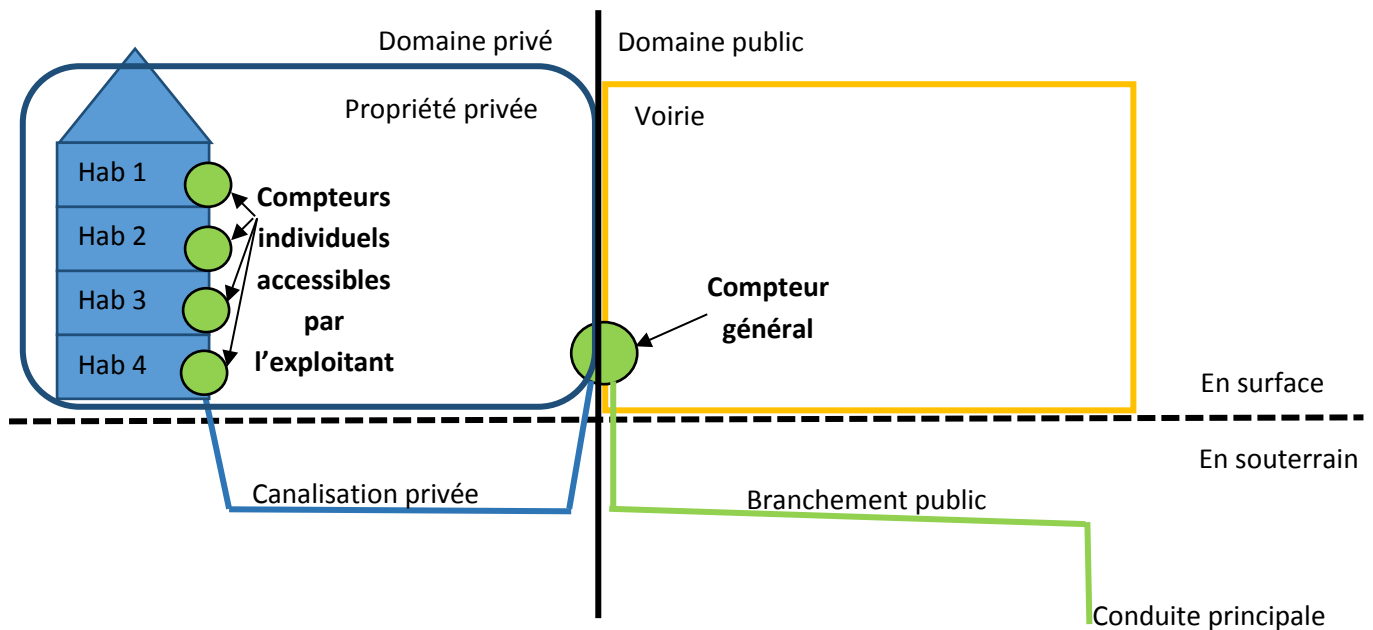 Domaine privé
Domaine public
Propriété privée
Voirie
Hab 1
Hab 2
Hab 3
Hab 4
Compteurs
individuels
accessibles
par
l’exploitant
Compteur
général
En surface
En souterrain
Canalisation privée
Branchement public
Conduite principale